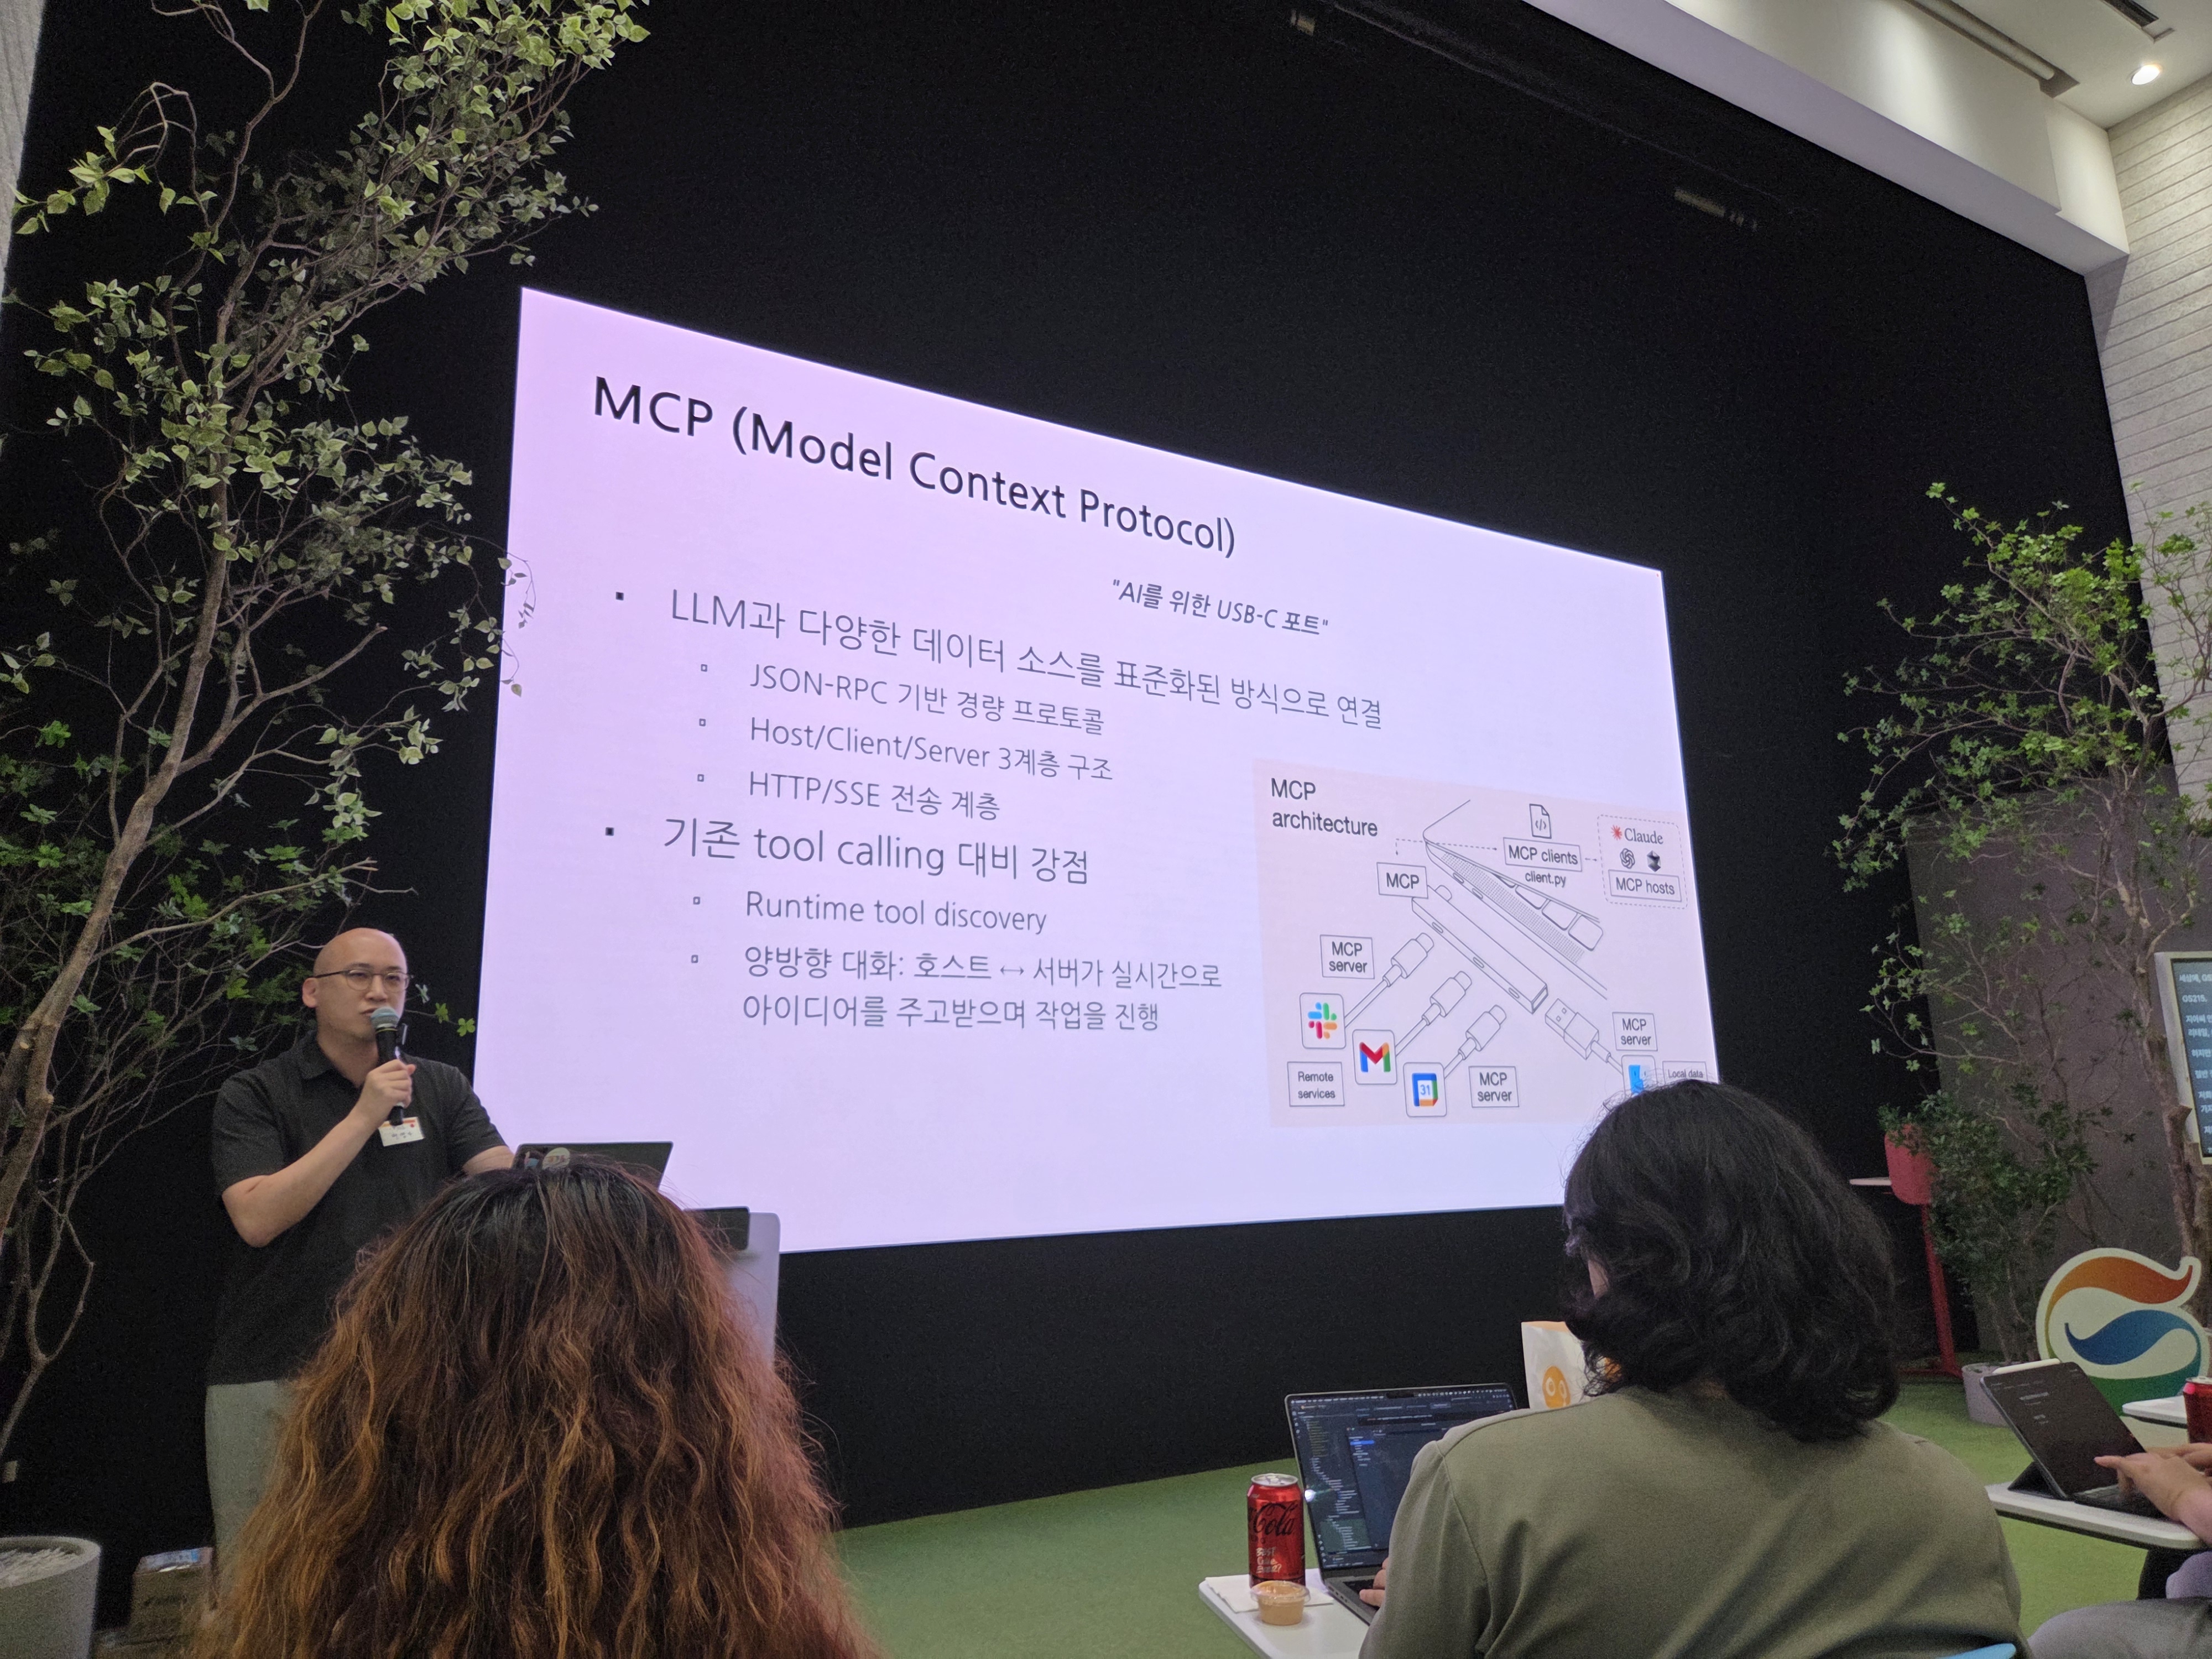 MCP (Model Context Protocol)
"AI를 위한 USB-C 포트"
▪ LLM과 다양한 데이터 소스를 표준화된 방식으로 연결
▫ JSON-RPC 기반 경량 프로토콜
▫ Host/Client/Server 3계층 구조
▫ HTTP/SSE 전송 계층
▪ 기존 tool calling 대비 강점
▫ Runtime tool discovery
▫ 양방향 대화: 호스트 ↔ 서버가 실시간으로
아이디어를 주고받으며 작업을 진행
MCP
architecture
MCP clients
client.py
Claude
MCP hosts
MCP
MCP
server
MCP
server
MCP
server
31
Remote
services
Local data
Cola